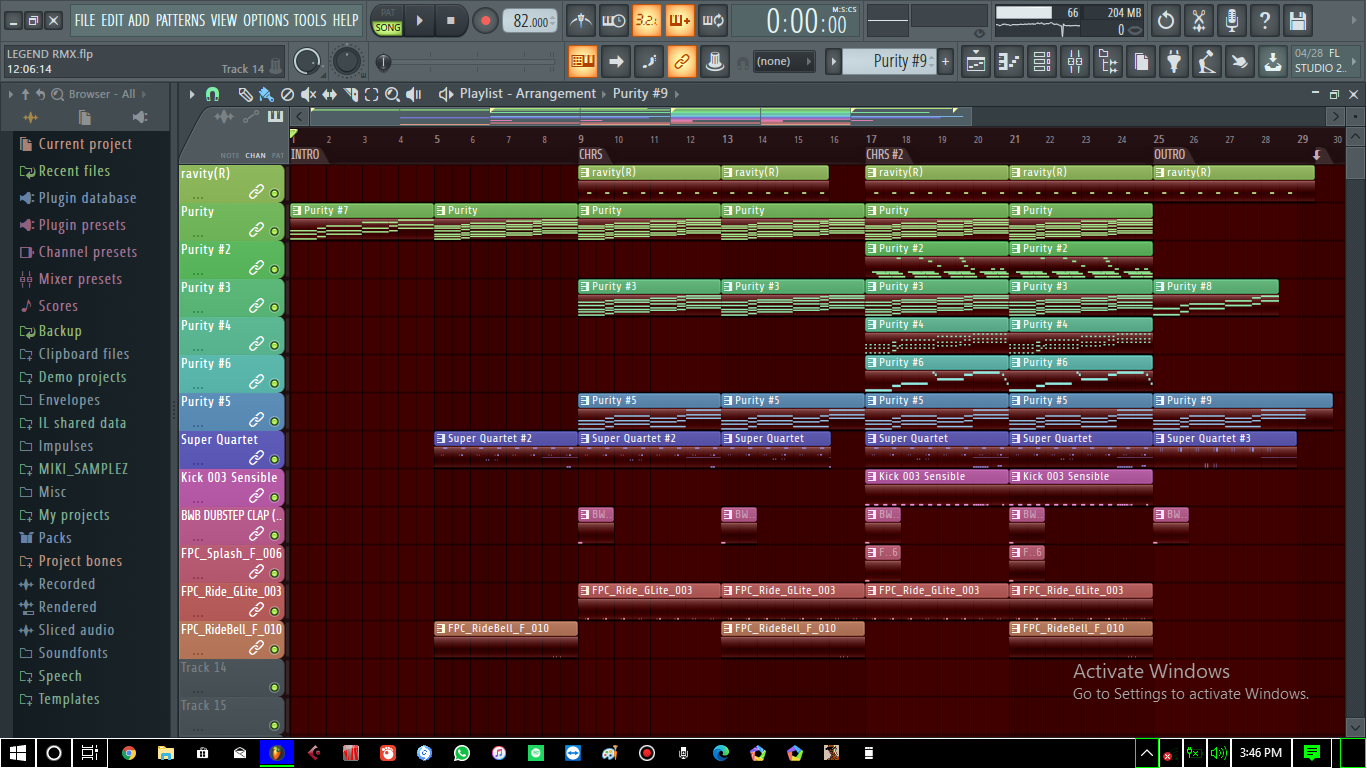 FILE EDIT ADD PATTERNS VIEW OPTIONS TOOLS HELP
PAT
SONG
82.000
3.2.
0:00:00
M:S:CS
66
204 MB
0
LEGEND RMX.flp
12:06:14
Track 14
(none)
Purity #9
04/28 FL
STUDIO 2..
Browser - All
Playlist - Arrangement
Purity #9
NOTE CHAN PAT
1 2 3 4 5 6 7 8 9 10 11 12 13 14 15 16 17 18 19 20 21 22 23 24 25 26 27 28 29 30
INTRO
CHRS
CHRS #2
OUTRO
Current project
Recent files
Plugin database
Plugin presets
Channel presets
Mixer presets
Scores
Backup
Clipboard files
Demo projects
Envelopes
IL shared data
Impulses
MIKI_SAMPLEZ
Misc
My projects
Packs
Project bones
Recorded
Rendered
Sliced audio
Soundfonts
Speech
Templates
ravity(R)
ravity(R) ravity(R) ravity(R) ravity(R) ravity(R)
Purity
Purity #7 Purity Purity Purity Purity Purity
Purity #2
Purity #2 Purity #2
Purity #3
Purity #3 Purity #3 Purity #3 Purity #3 Purity #8
Purity #4
Purity #4 Purity #4
Purity #6
Purity #6 Purity #6
Purity #5
Purity #5 Purity #5 Purity #5 Purity #5 Purity #9
Super Quartet
Super Quartet #2 Super Quartet #2 Super Quartet Super Quartet Super Quartet Super Quartet #3
Kick 003 Sensible
Kick 003 Sensible Kick 003 Sensible
BWB DUBSTEP CLAP (..
BW.. BW.. BW.. BW.. BW..
FPC_Splash_F_006
F..6 F..6
FPC_Ride_GLite_003
FPC_Ride_GLite_003 FPC_Ride_GLite_003 FPC_Ride_GLite_003 FPC_Ride_GLite_003
FPC_RideBell_F_010
FPC_RideBell_F_010 FPC_RideBell_F_010 FPC_RideBell_F_010
Track 14
Track 15
Activate Windows
Go to Settings to activate Windows.
3:46 PM